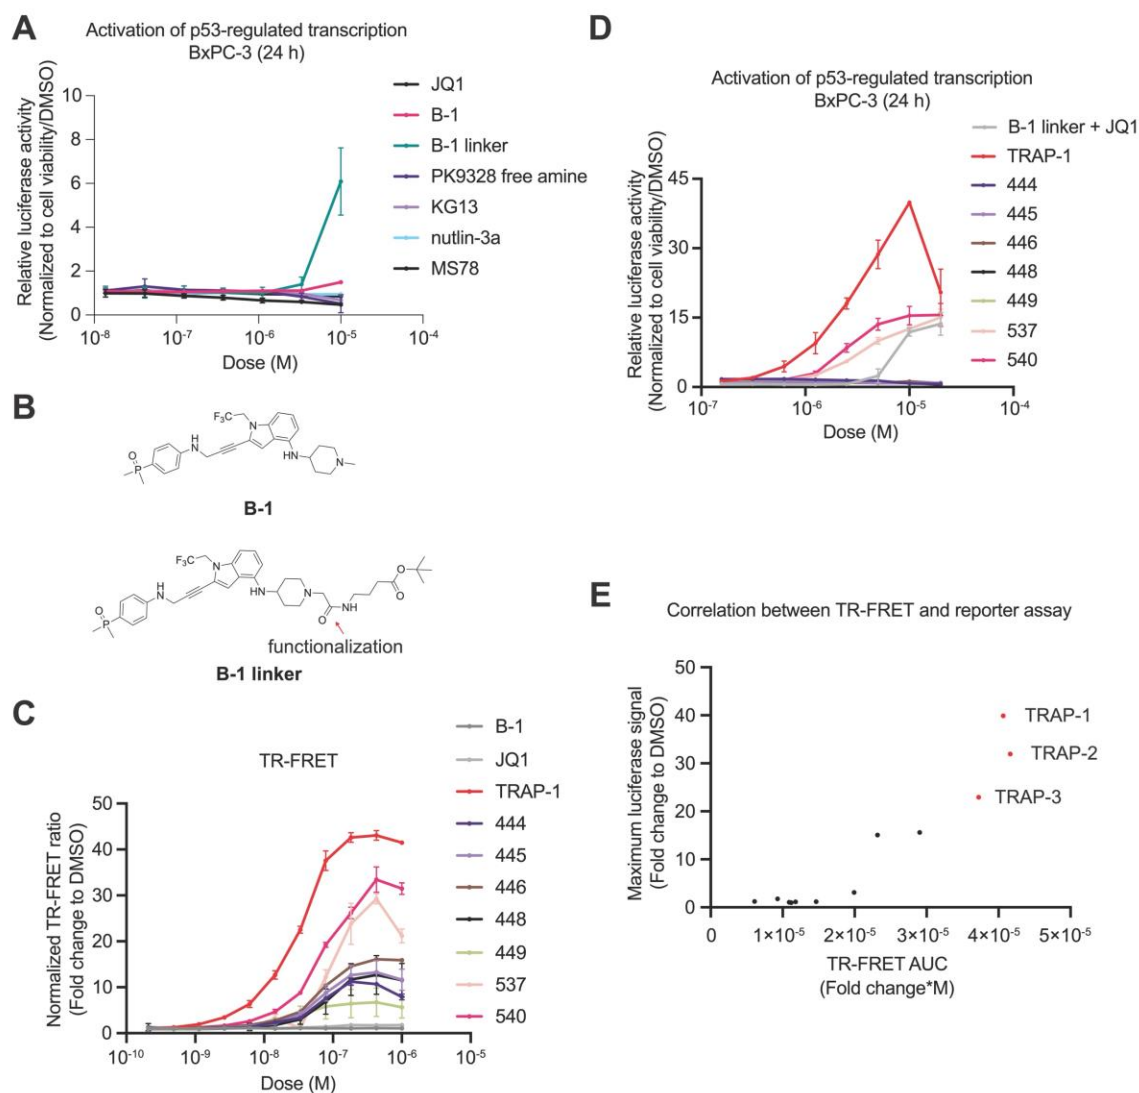 A
Activation of p53-regulated transcription
BxPC-3 (24 h)
Relative luciferase activity
(Normalized to cell viability/DMSO)
10
8
6
4
2
0
10-8
10-7
10-6
10-5
10-4
Dose (M)
JQ1
B-1
B-1 linker
PK9328 free amine
KG13
nutlin-3a
MS78
B
F3C
N
H
N
O
P
HN
N
B-1
F3C
N
H
N
O
P
HN
N
O
N
H
O
O
functionalization
B-1 linker
C
TR-FRET
Normalized TR-FRET ratio
(Fold change to DMSO)
50
40
30
20
10
0
10-10
10-9
10-8
10-7
10-6
10-5
Dose (M)
B-1
JQ1
TRAP-1
444
445
446
448
449
537
540
D
Activation of p53-regulated transcription
BxPC-3 (24 h)
Relative luciferase activity
(Normalized to cell viability/DMSO)
45
30
15
0
10-7
10-6
10-5
10-4
Dose (M)
B-1 linker + JQ1
TRAP-1
444
445
446
448
449
537
540
E
Correlation between TR-FRET and reporter assay
Maximum luciferase signal
(Fold change to DMSO)
50
40
30
20
10
0
TRAP-1
TRAP-2
TRAP-3
0
1×10-5
2×10-5
3×10-5
4×10-5
5×10-5
TR-FRET AUC
(Fold change*M)